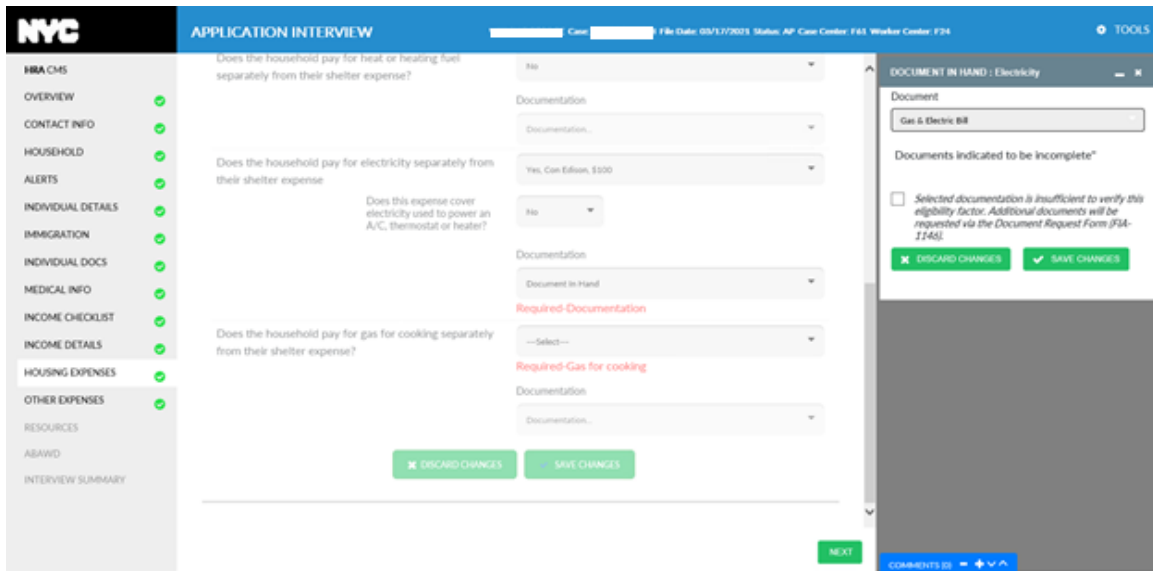 NYC
APPLICATION INTERVIEW
Case:
File Date: 03/17/2021 Status: AP Case Center: F61 Worker Center: F24
TOOLS
HRA CMS
OVERVIEW
CONTACT INFO
HOUSEHOLD
ALERTS
INDIVIDUAL DETAILS
IMMIGRATION
INDIVIDUAL DOCS
MEDICAL INFO
INCOME CHECKLIST
INCOME DETAILS
HOUSING EXPENSES
OTHER EXPENSES
RESOURCES
ABAWD
INTERVIEW SUMMARY
Does the household pay for heat or heating fuel
separately from their shelter expense?
No
Documentation
Documentation..
Does the household pay for electricity separately from
their shelter expense
Yes, Con Edison, $100
Does this expense cover
electricity used to power an
A/C, thermostat or heater?
No
Documentation
Document In Hand
Required-Documentation
Does the household pay for gas for cooking separately
from their shelter expense?
---Select---
Required-Gas for cooking
Documentation
Documentation..
DISCARD CHANGES
SAVE CHANGES
NEXT
DOCUMENT IN HAND : Electricity
Document
Gas & Electric Bill
Documents indicated to be incomplete"
Selected documentation is insufficient to verify this
eligibility factor. Additional documents will be
requested via the Document Request Form (FIA-
1146).
DISCARD CHANGES
SAVE CHANGES
COMMENTS (0)